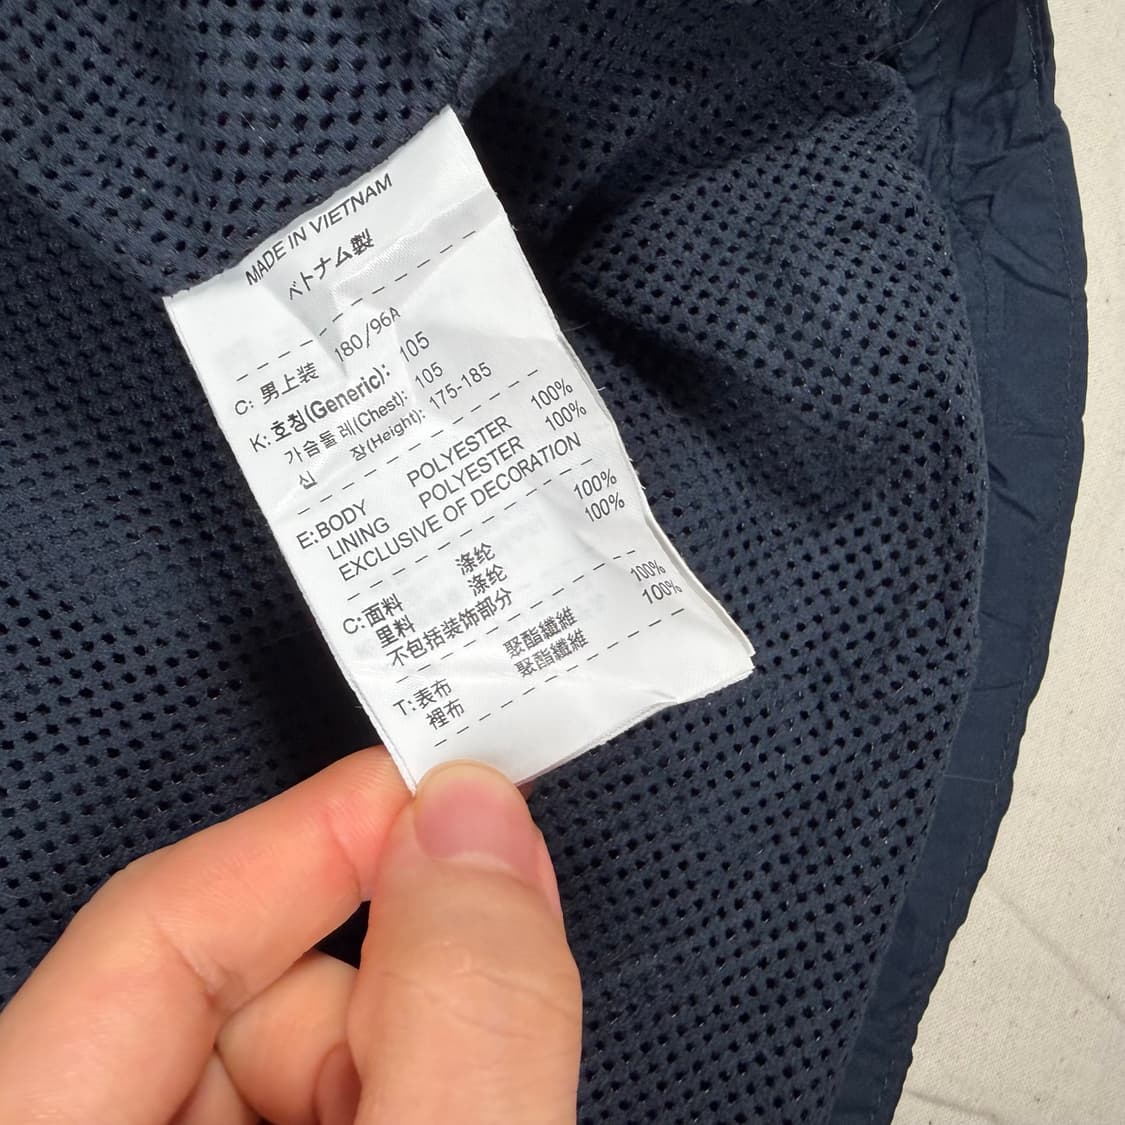 MADE IN VIETNAM
ベトナム製
C: 男上装 180/96A
K: 호칭(Generic): 105
가슴둘레(Chest): 105
신 장(Height): 175-185
E:BODY POLYESTER 100%
LINING POLYESTER 100%
EXCLUSIVE OF DECORATION
C:面料 涤纶 100%
里料 涤纶 100%
不包括装饰部分
T:表布 聚酯纖維 100%
裡布 聚酯纖維 100%